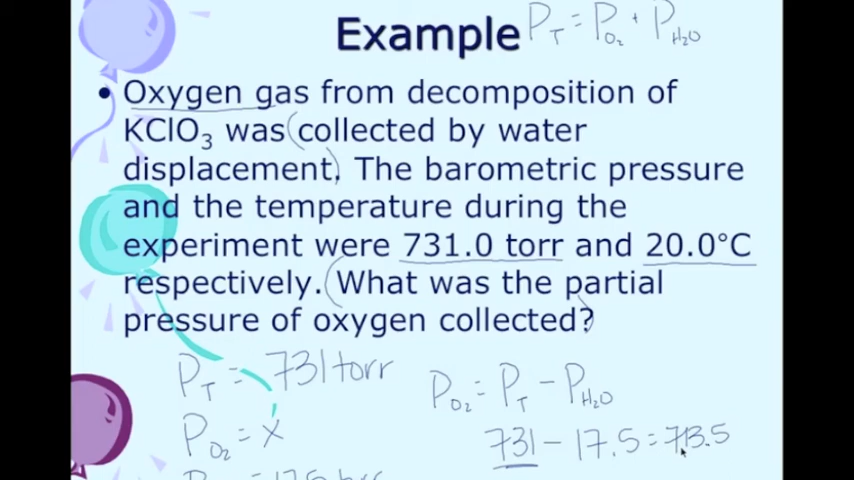 Example P_T = P_O₂ + P_H₂O
• Oxygen gas from decomposition of
KClO₃ was (collected by water
displacement). The barometric pressure
and the temperature during the
experiment were 731.0 torr and 20.0°C
respectively. (What was the partial
pressure of oxygen collected?
P_T = 731 torr
P_O₂ = P_T - P_H₂O
P_O₂ = x
731 - 17.5 = 713.5